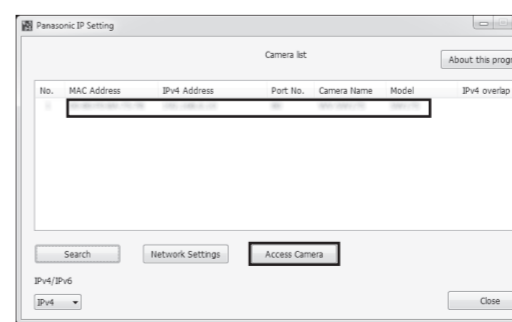 Panasonic IP Setting
Camera list
About this progr
No. MAC Address IPv4 Address Port No. Camera Name Model IPv4 overlap
Search Network Settings Access Camera
IPv4/IPv6
IPv4
Close